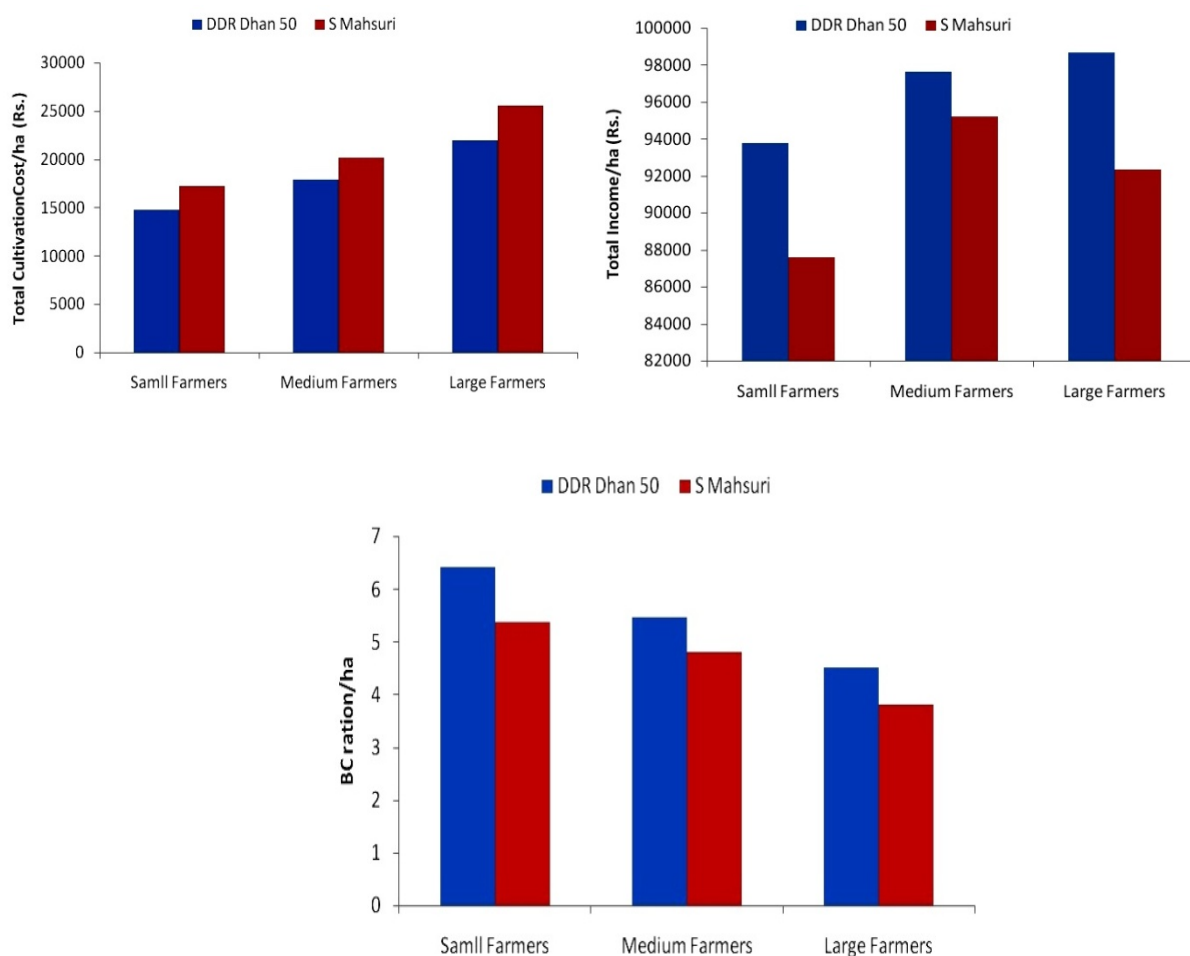 DDR Dhan 50 S Mahsuri
Total CultivationCost/ha (Rs.)
30000
25000
20000
15000
10000
5000
0
Samll Farmers Medium Farmers Large Farmers
DDR Dhan 50 S Mahsuri
Total Income/ha (Rs.)
100000
98000
96000
94000
92000
90000
88000
86000
84000
82000
Samll Farmers Medium Farmers Large Farmers
DDR Dhan 50 S Mahsuri
BC ration/ha
7
6
5
4
3
2
1
0
Samll Farmers Medium Farmers Large Farmers